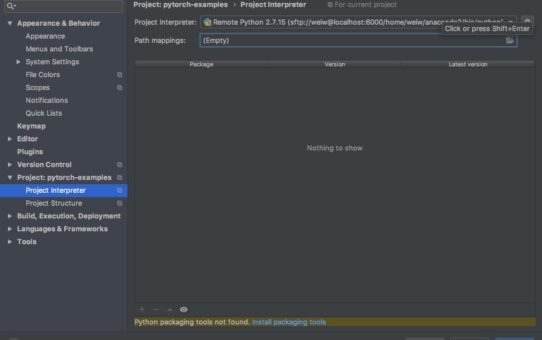 Project: pytorch-examples › Project Interpreter For current project
Appearance & Behavior
Appearance
Menus and Toolbars
System Settings
File Colors
Scopes
Notifications
Quick Lists
Keymap
Editor
Plugins
Version Control
Project: pytorch-examples
Project Interpreter
Project Structure
Build, Execution, Deployment
Languages & Frameworks
Tools
Project Interpreter: Remote Python 2.7.15 (sftp://weiw@localhost:6000/home/weiw/
Click or press Shift+Enter
Path mappings: (Empty)
Package Version Latest version
Nothing to show
Python packaging tools not found. install packaging tools